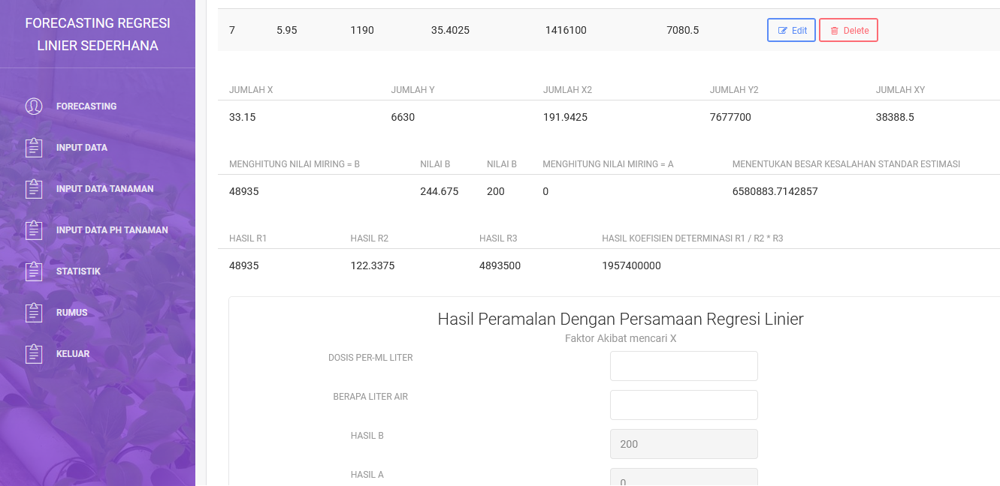 FORECASTING REGRESI
LINIER SEDERHANA
FORECASTING
INPUT DATA
INPUT DATA TANAMAN
INPUT DATA PH TANAMAN
STATISTIK
RUMUS
KELUAR
7 5.95 1190 35.4025 1416100 7080.5 Edit Delete
JUMLAH X JUMLAH Y JUMLAH X2 JUMLAH Y2 JUMLAH XY
33.15 6630 191.9425 7677700 38388.5
MENGHITUNG NILAI MIRING = B NILAI B NILAI B MENGHITUNG NILAI MIRING = A MENENTUKAN BESAR KESALAHAN STANDAR ESTIMASI
48935 244.675 200 0 6580883.7142857
HASIL R1 HASIL R2 HASIL R3 HASIL KOEFISIEN DETERMINASI R1 / R2 * R3
48935 122.3375 4893500 1957400000
Hasil Peramalan Dengan Persamaan Regresi Linier
Faktor Akibat mencari X
DOSIS PER-ML LITER
BERAPA LITER AIR
HASIL B 200
HASIL A 0